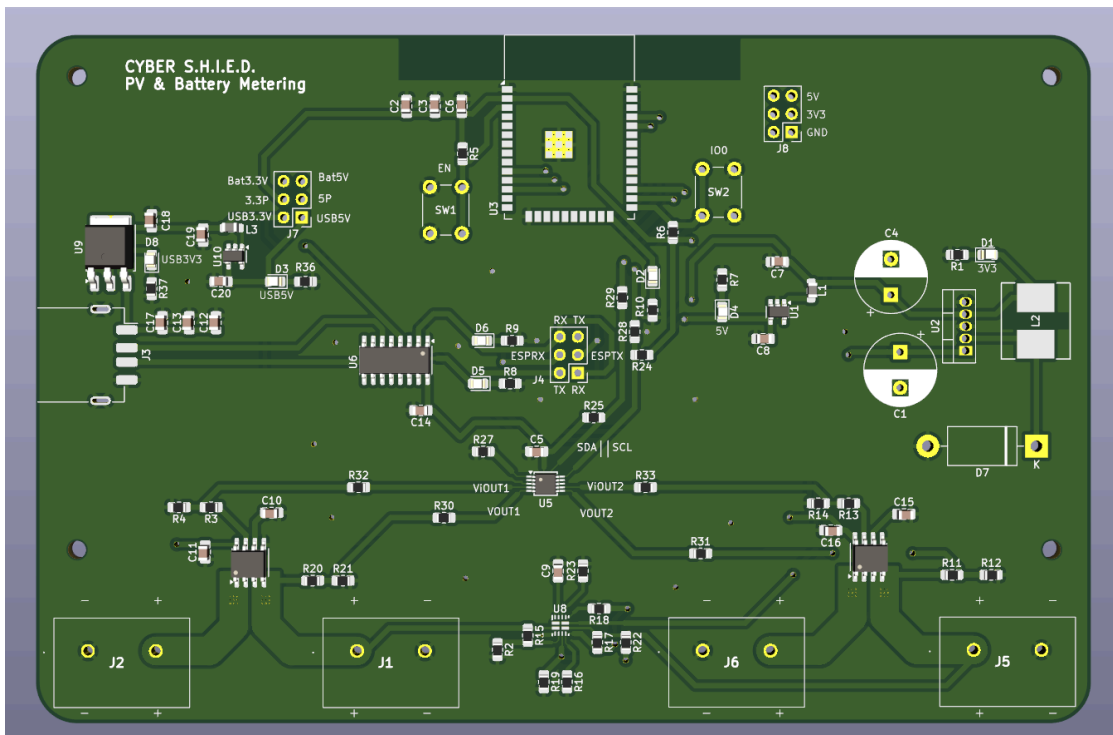 CYBER S.H.I.E.D.
PV & Battery Metering
C2 C3 C6
5V
3V3
GND
J8
R5
EN
IO0
Bat3.3V Bat5V
3.3P 5P
USB3.3V USB5V
J7
SW1
U3
SW2
R6
C18
C19
L3
U9
D8
USB3V3
U10
R37
C20
D3
USB5V
R36
C17 C13 C12
J3
C4
C7
R7
L1
R1
D1
3V3
D2
R29
R10
D4
5V
U1
C8
R28
R24
U2
L2
C1
D6 R9
RX TX
ESPRX ESPTX
TX RX
J4
D5 R8
U6
C14
R25
R27
C5
SDA SCL
D7
K
R32
ViOUT1 ViOUT2
R33
U5
VOUT1 VOUT2
R30
R31
R4 R3
C10
C11
R20 R21
R14 R13
C15
C16
R11 R12
C9 R23
U8
R18
R15
R2
R17 R22
R19 R16
- + + - - + + -
J2 J1 J6 J5
- + + - - + + -